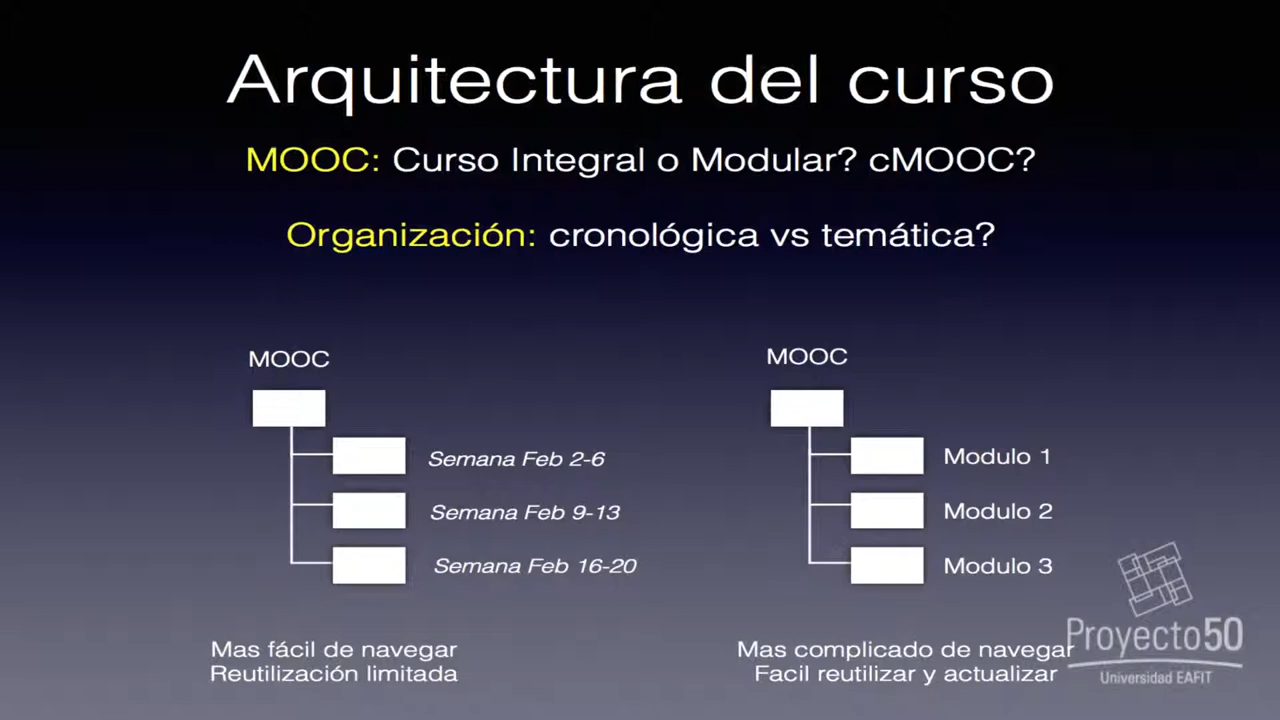 Arquitectura del curso
MOOC: Curso Integral o Modular? cMOOC?
Organización: cronológica vs temática?
MOOC
Semana Feb 2-6
Semana Feb 9-13
Semana Feb 16-20
Mas fácil de navegar
Reutilización limitada
MOOC
Modulo 1
Modulo 2
Modulo 3
Mas complicado de navegar
Facil reutilizar y actualizar
Proyecto50
Universidad EAFIT